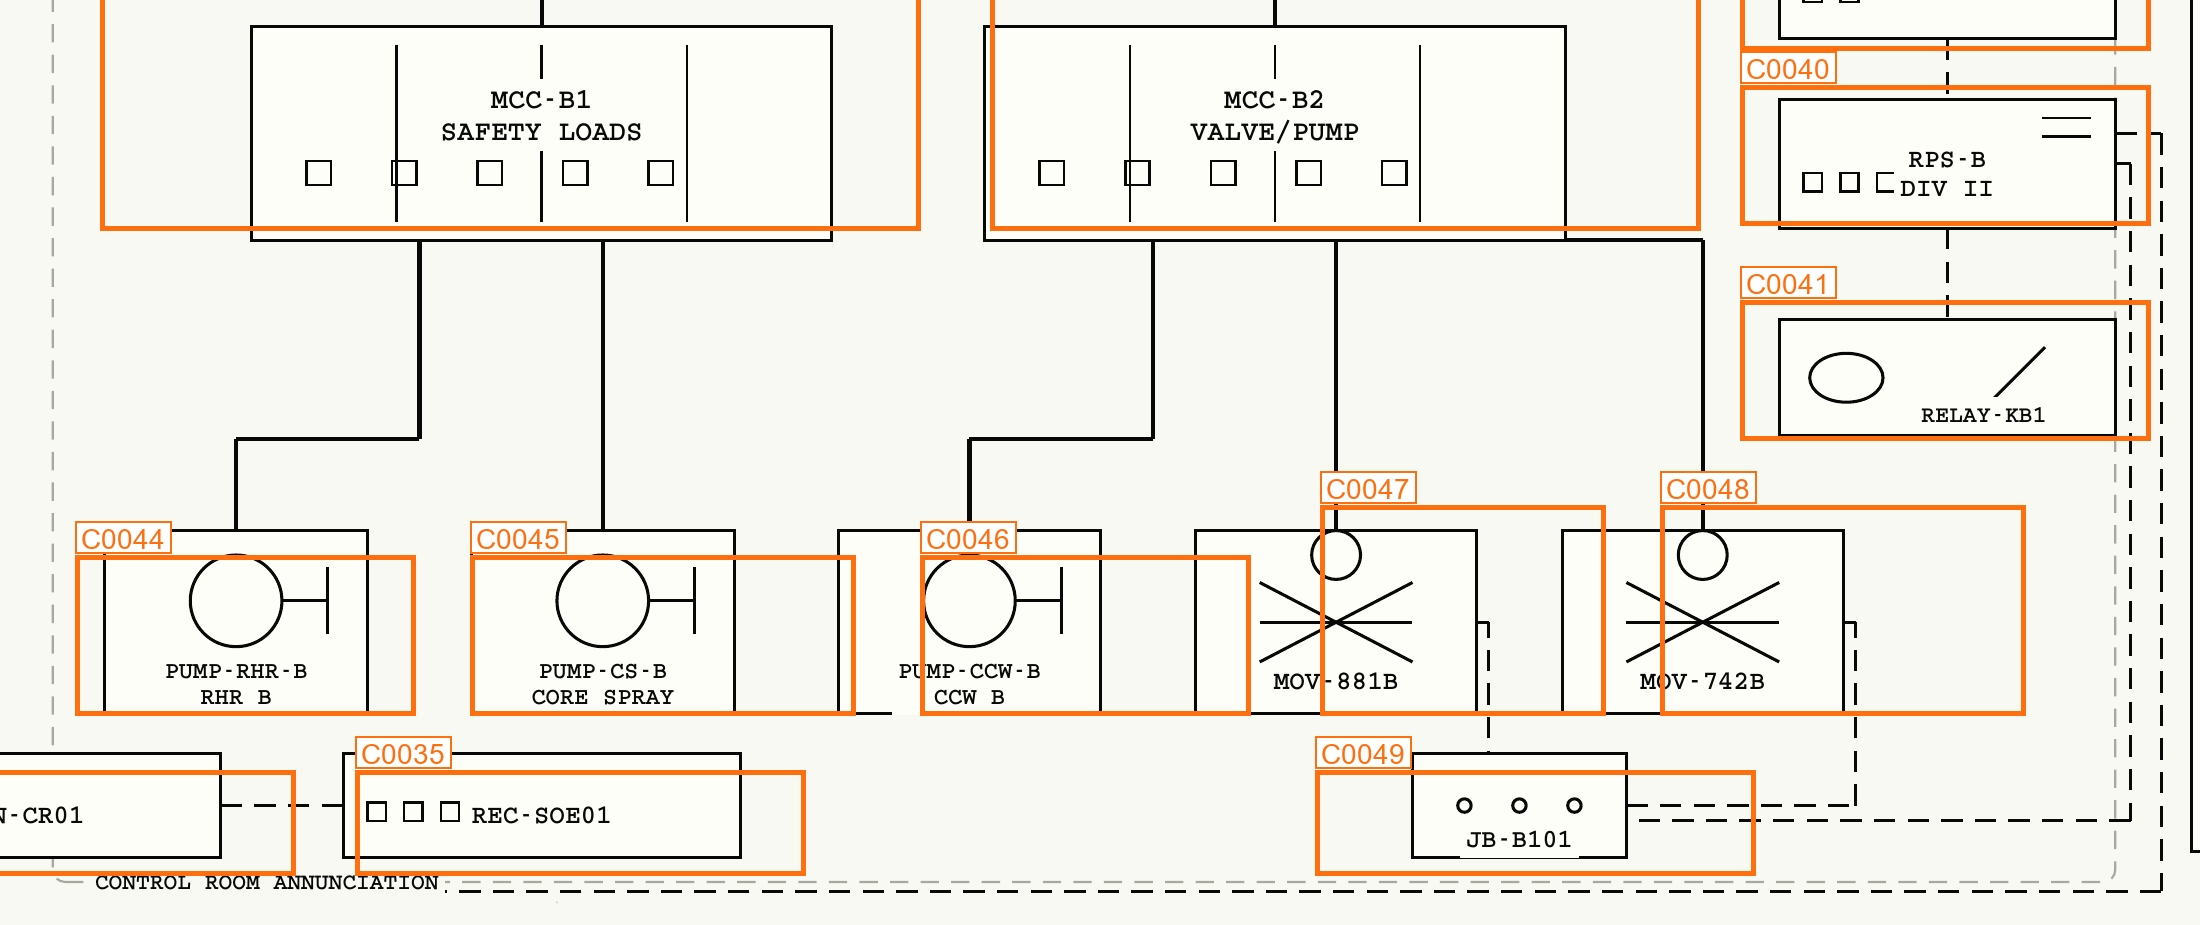 C0040
MCC-B1
SAFETY LOADS
MCC-B2
VALVE/PUMP
RPS-B
DIV II
C0041
RELAY-KB1
C0047
C0048
C0044
C0045
C0046
PUMP-RHR-B
RHR B
PUMP-CS-B
CORE SPRAY
PUMP-CCW-B
CCW B
MOV-881B
MOV-742B
C0035
C0049
N-CR01
REC-SOE01
JB-B101
CONTROL ROOM ANNUNCIATION